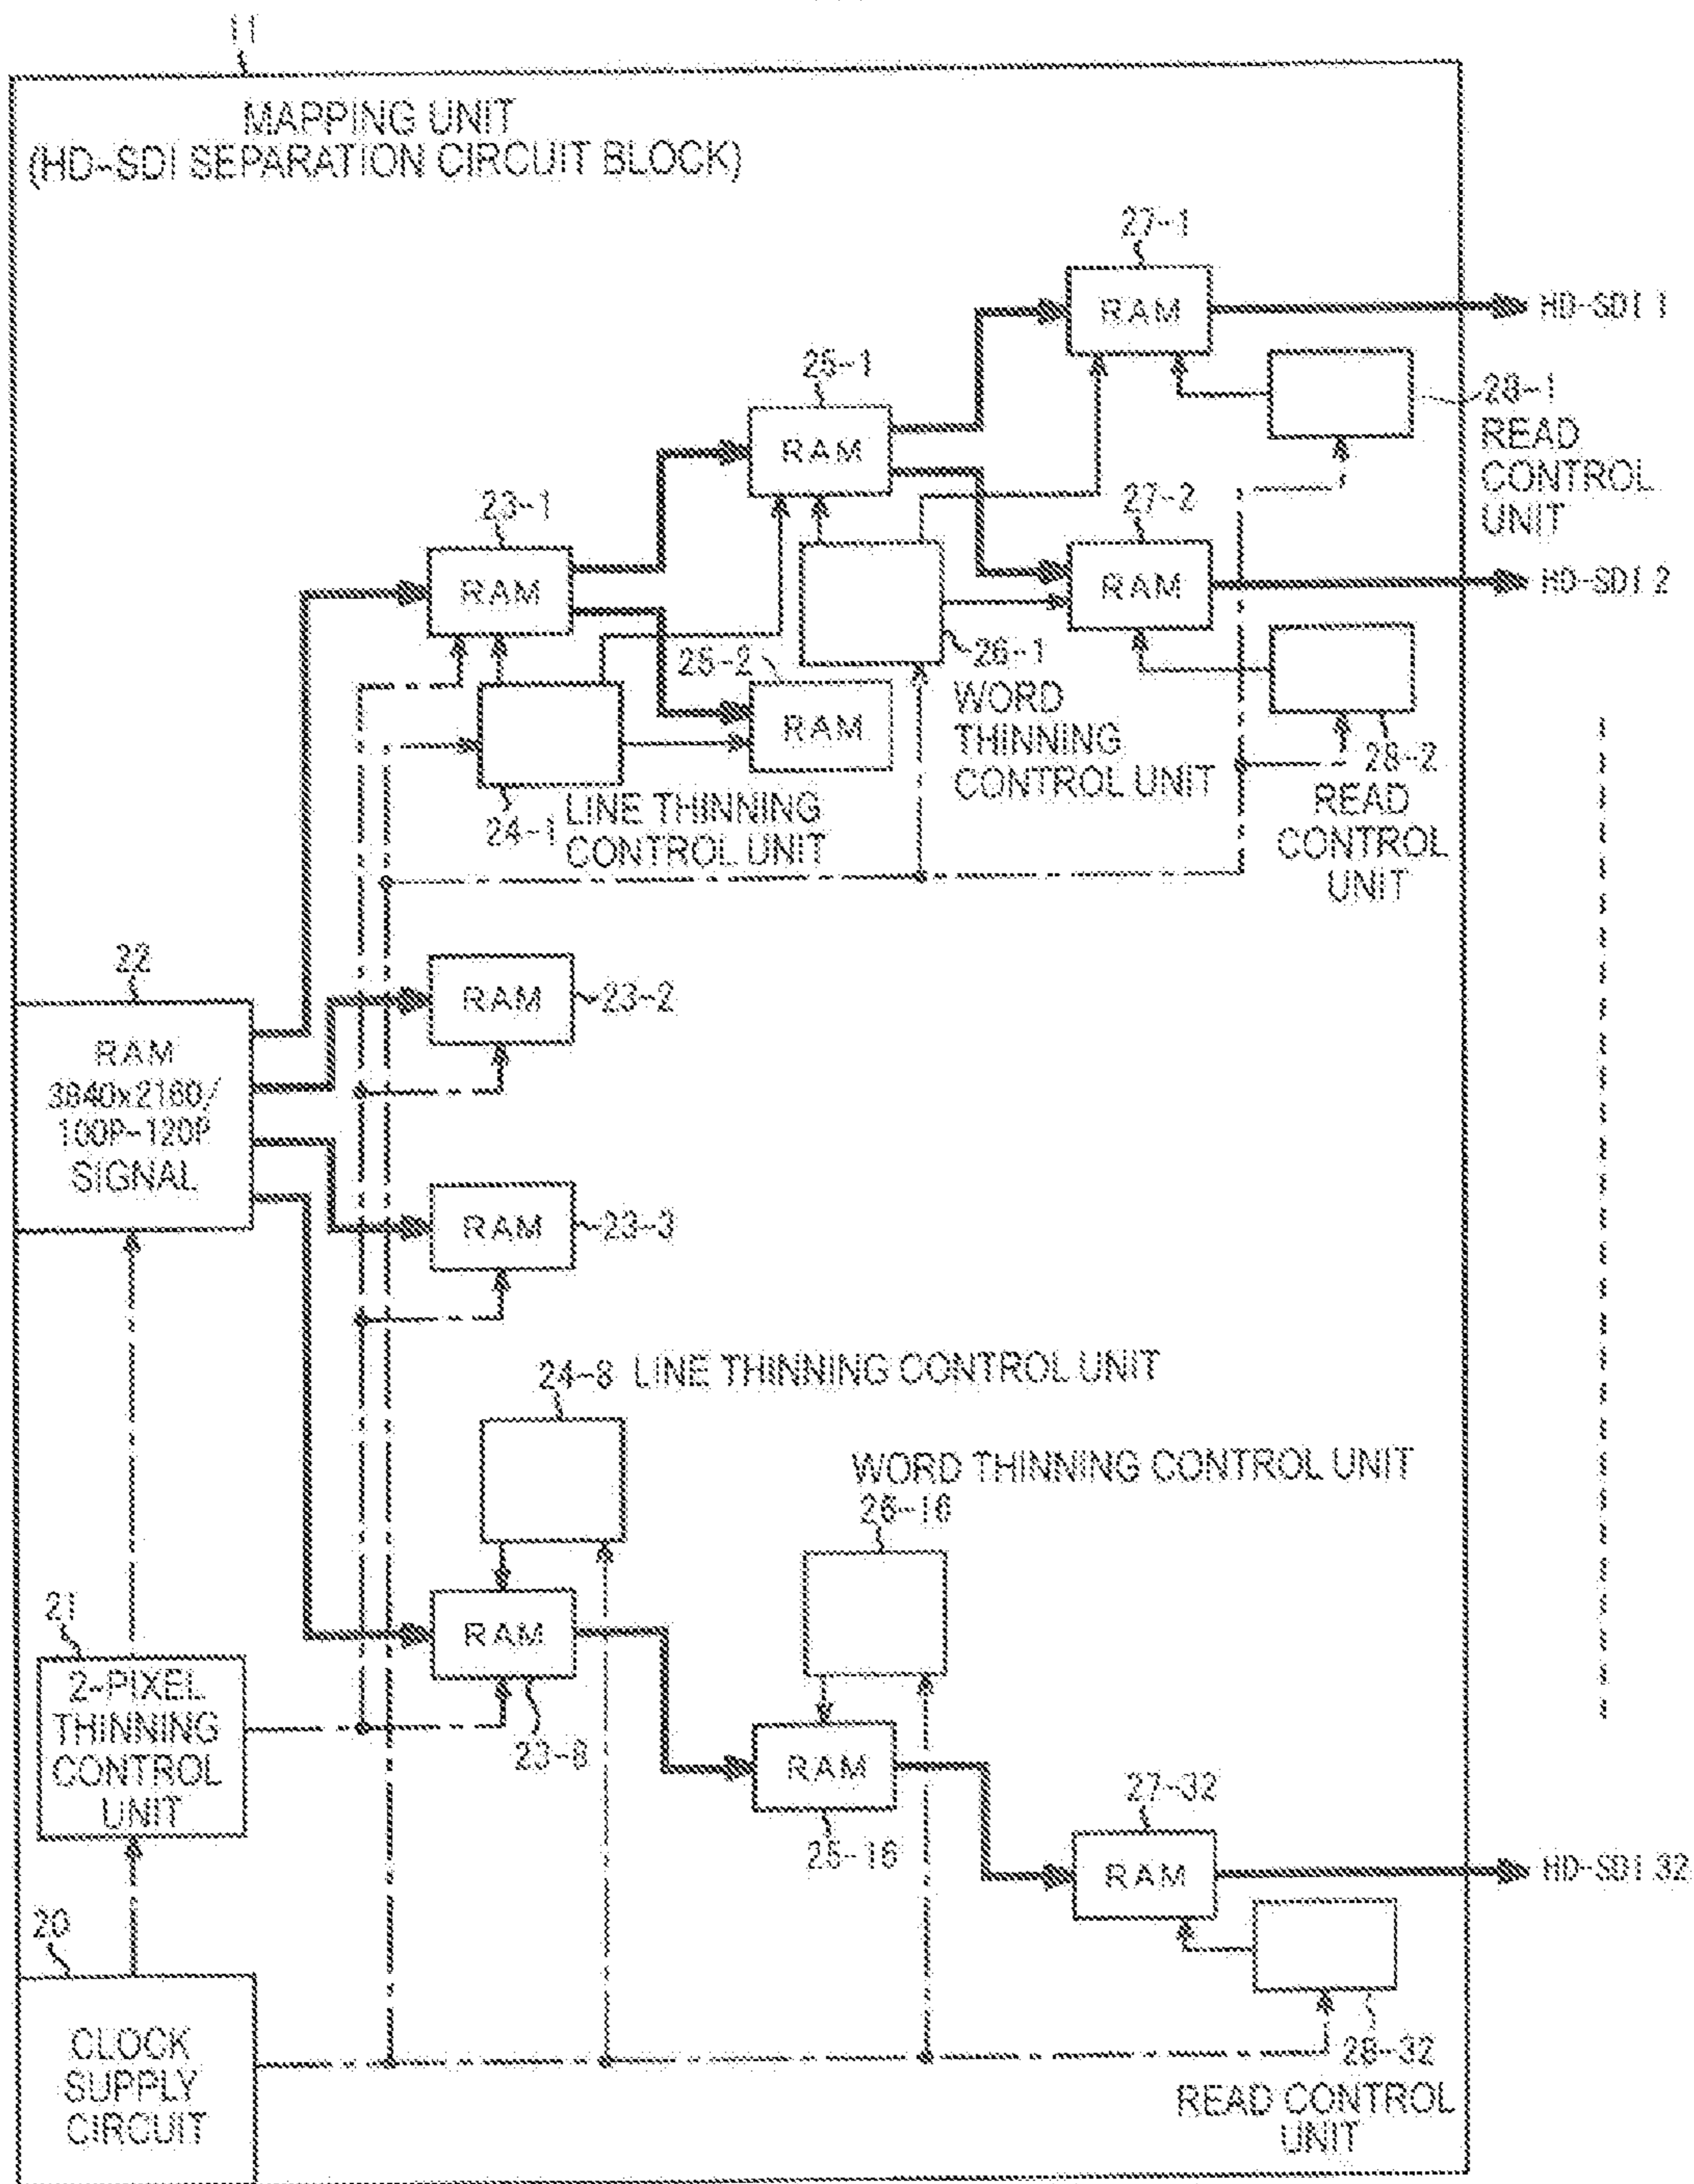 11
MAPPING UNIT
(HD-SDI SEPARATION CIRCUIT BLOCK)
27-1
RAM
HD-SDI 1
25-1
RAM
28-1
READ
CONTROL
UNIT
23-1
RAM
27-2
RAM
HD-SDI 2
25-2
RAM
26-1
WORD
THINNING
CONTROL UNIT
24-1
LINE THINNING
CONTROL UNIT
28-2
READ
CONTROL
UNIT
22
RAM
3840x2160/
100P-120P
SIGNAL
RAM
23-2
RAM
23-3
24-8 LINE THINNING CONTROL UNIT
WORD THINNING CONTROL UNIT
26-16
21
2-PIXEL
THINNING
CONTROL
UNIT
RAM
23-8
RAM
25-16
27-32
RAM
HD-SDI 32
20
CLOCK
SUPPLY
CIRCUIT
28-32
READ CONTROL
UNIT